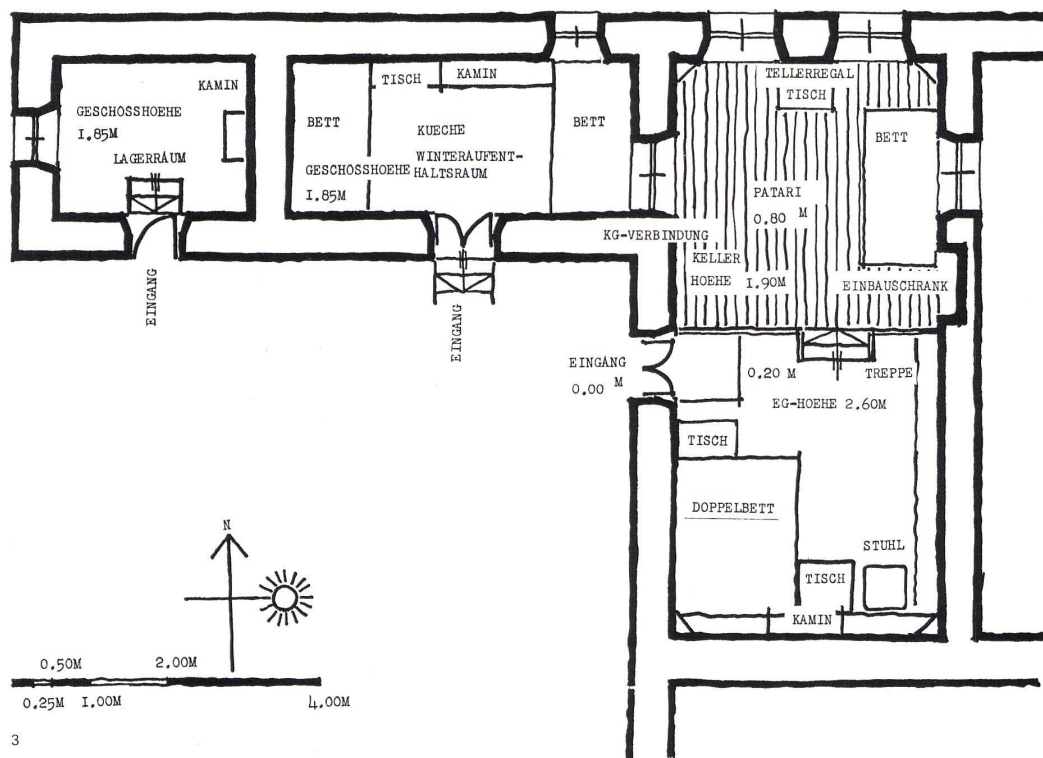 KAMIN
GESCHOSSHOEHE
1.85M
LAGERRAUM
EINGANG
TISCH
KAMIN
BETT
KUECHE
BETT
GESCHOSSHOEHE
1.85M
WINTERAUFENT-
HALTSRAUM
EINGANG
TELLERREGAL
TISCH
BETT
PATARI
0.80 M
KG-VERBINDUNG
KELLER
HOEHE 1.90M
EINBAUSCHRANK
EINGANG
0.00 M
0.20 M
TREPPE
EG-HOEHE 2.60M
TISCH
DOPPELBETT
STUHL
TISCH
KAMIN
N
0.50M 2.00M
0.25M 1.00M 4.00M
3